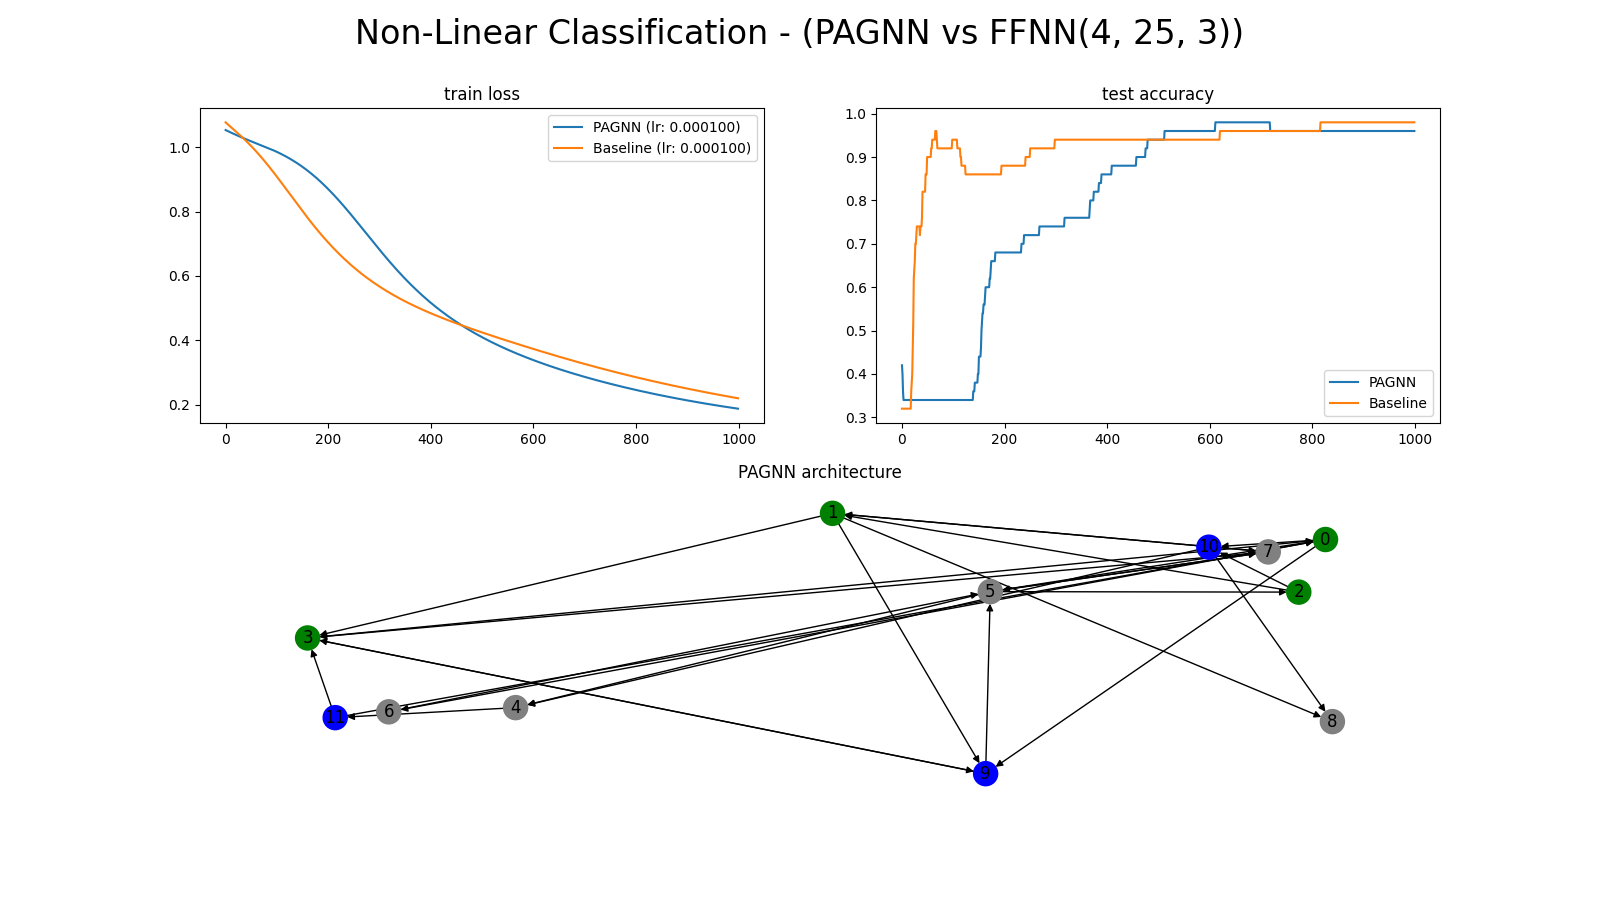 Non-Linear Classification - (PAGNN vs FFNN(4, 25, 3))
train loss
PAGNN (lr: 0.000100)
Baseline (lr: 0.000100)
1.0
0.8
0.6
0.4
0.2
0 200 400 600 800 1000
test accuracy
1.0
0.9
0.8
0.7
0.6
0.5
0.4
0.3
PAGNN
Baseline
0 200 400 600 800 1000
PAGNN architecture
1
0
10
7
5
2
3
4
6
11
8
9